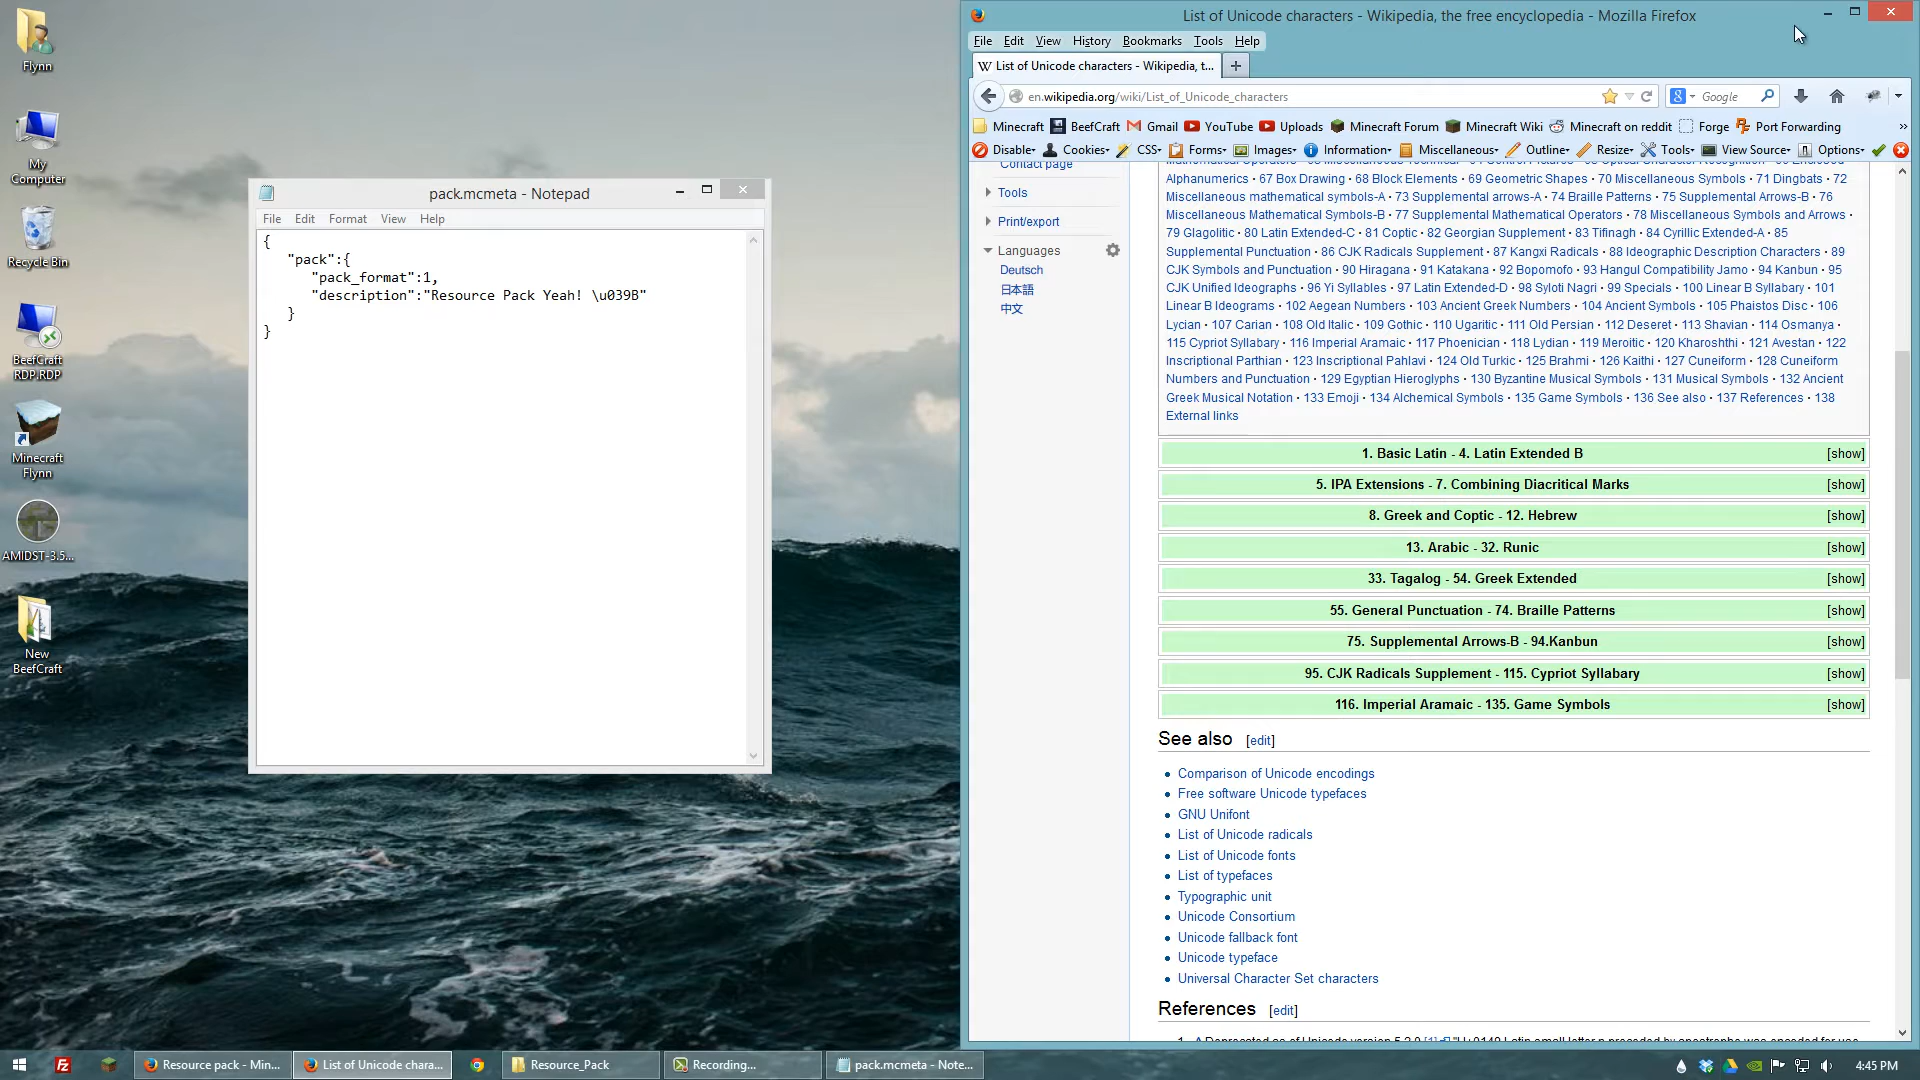 Flynn
My
Computer
Recycle Bin
BeefCraft
RDP.RDP
Minecraft
Flynn
AMIDST-3.5...
New
BeefCraft
pack.mcmeta - Notepad
File Edit Format View Help
{
"pack":{
"pack_format":1,
"description":"Resource Pack Yeah! \u039B"
}
}
List of Unicode characters - Wikipedia, the free encyclopedia - Mozilla Firefox
File Edit View History Bookmarks Tools Help
W List of Unicode characters - Wikipedia, t... +
en.wikipedia.org/wiki/List_of_Unicode_characters
8 Google
Minecraft BeefCraft Gmail YouTube Uploads Minecraft Forum Minecraft Wiki Minecraft on reddit Forge Port Forwarding »
Disable Cookies CSS Forms Images Information Miscellaneous Outline Resize Tools View Source Options
Contact page
Tools
Print/export
Languages
Deutsch
日本語
中文
Alphanumerics · 67 Box Drawing · 68 Block Elements · 69 Geometric Shapes · 70 Miscellaneous Symbols · 71 Dingbats · 72
Miscellaneous mathematical symbols-A · 73 Supplemental arrows-A · 74 Braille Patterns · 75 Supplemental Arrows-B · 76
Miscellaneous Mathematical Symbols-B · 77 Supplemental Mathematical Operators · 78 Miscellaneous Symbols and Arrows ·
79 Glagolitic · 80 Latin Extended-C · 81 Coptic · 82 Georgian Supplement · 83 Tifinagh · 84 Cyrillic Extended-A · 85
Supplemental Punctuation · 86 CJK Radicals Supplement · 87 Kangxi Radicals · 88 Ideographic Description Characters · 89
CJK Symbols and Punctuation · 90 Hiragana · 91 Katakana · 92 Bopomofo · 93 Hangul Compatibility Jamo · 94 Kanbun · 95
CJK Unified Ideographs · 96 Yi Syllables · 97 Latin Extended-D · 98 Syloti Nagri · 99 Specials · 100 Linear B Syllabary · 101
Linear B Ideograms · 102 Aegean Numbers · 103 Ancient Greek Numbers · 104 Ancient Symbols · 105 Phaistos Disc · 106
Lycian · 107 Carian · 108 Old Italic · 109 Gothic · 110 Ugaritic · 111 Old Persian · 112 Deseret · 113 Shavian · 114 Osmanya ·
115 Cypriot Syllabary · 116 Imperial Aramaic · 117 Phoenician · 118 Lydian · 119 Meroitic · 120 Kharoshthi · 121 Avestan · 122
Inscriptional Parthian · 123 Inscriptional Pahlavi · 124 Old Turkic · 125 Brahmi · 126 Kaithi · 127 Cuneiform · 128 Cuneiform
Numbers and Punctuation · 129 Egyptian Hieroglyphs · 130 Byzantine Musical Symbols · 131 Musical Symbols · 132 Ancient
Greek Musical Notation · 133 Emoji · 134 Alchemical Symbols · 135 Game Symbols · 136 See also · 137 References · 138
External links
1. Basic Latin - 4. Latin Extended B [show]
5. IPA Extensions - 7. Combining Diacritical Marks [show]
8. Greek and Coptic - 12. Hebrew [show]
13. Arabic - 32. Runic [show]
33. Tagalog - 54. Greek Extended [show]
55. General Punctuation - 74. Braille Patterns [show]
75. Supplemental Arrows-B - 94.Kanbun [show]
95. CJK Radicals Supplement - 115. Cypriot Syllabary [show]
116. Imperial Aramaic - 135. Game Symbols [show]
See also [edit]
Comparison of Unicode encodings
Free software Unicode typefaces
GNU Unifont
List of Unicode radicals
List of Unicode fonts
List of typefaces
Typographic unit
Unicode Consortium
Unicode fallback font
Unicode typeface
Universal Character Set characters
References [edit]
Resource pack - Min... List of Unicode chara... Resource_Pack Recording... pack.mcmeta - Note... 4:45 PM